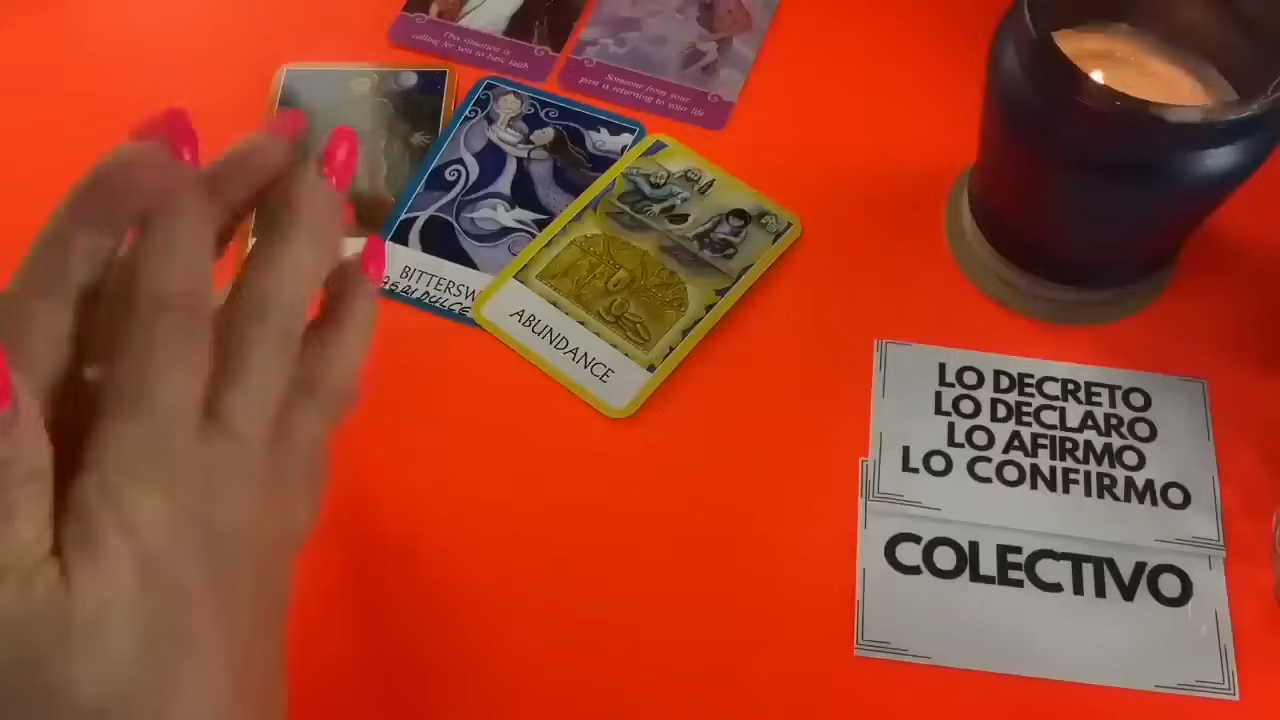 This situation is
calling for you to have faith
Someone from your
past is returning to your life
BITTERSW
ABUNDANCE
LO DECRETO
LO DECLARO
LO AFIRMO
LO CONFIRMO
COLECTIVO